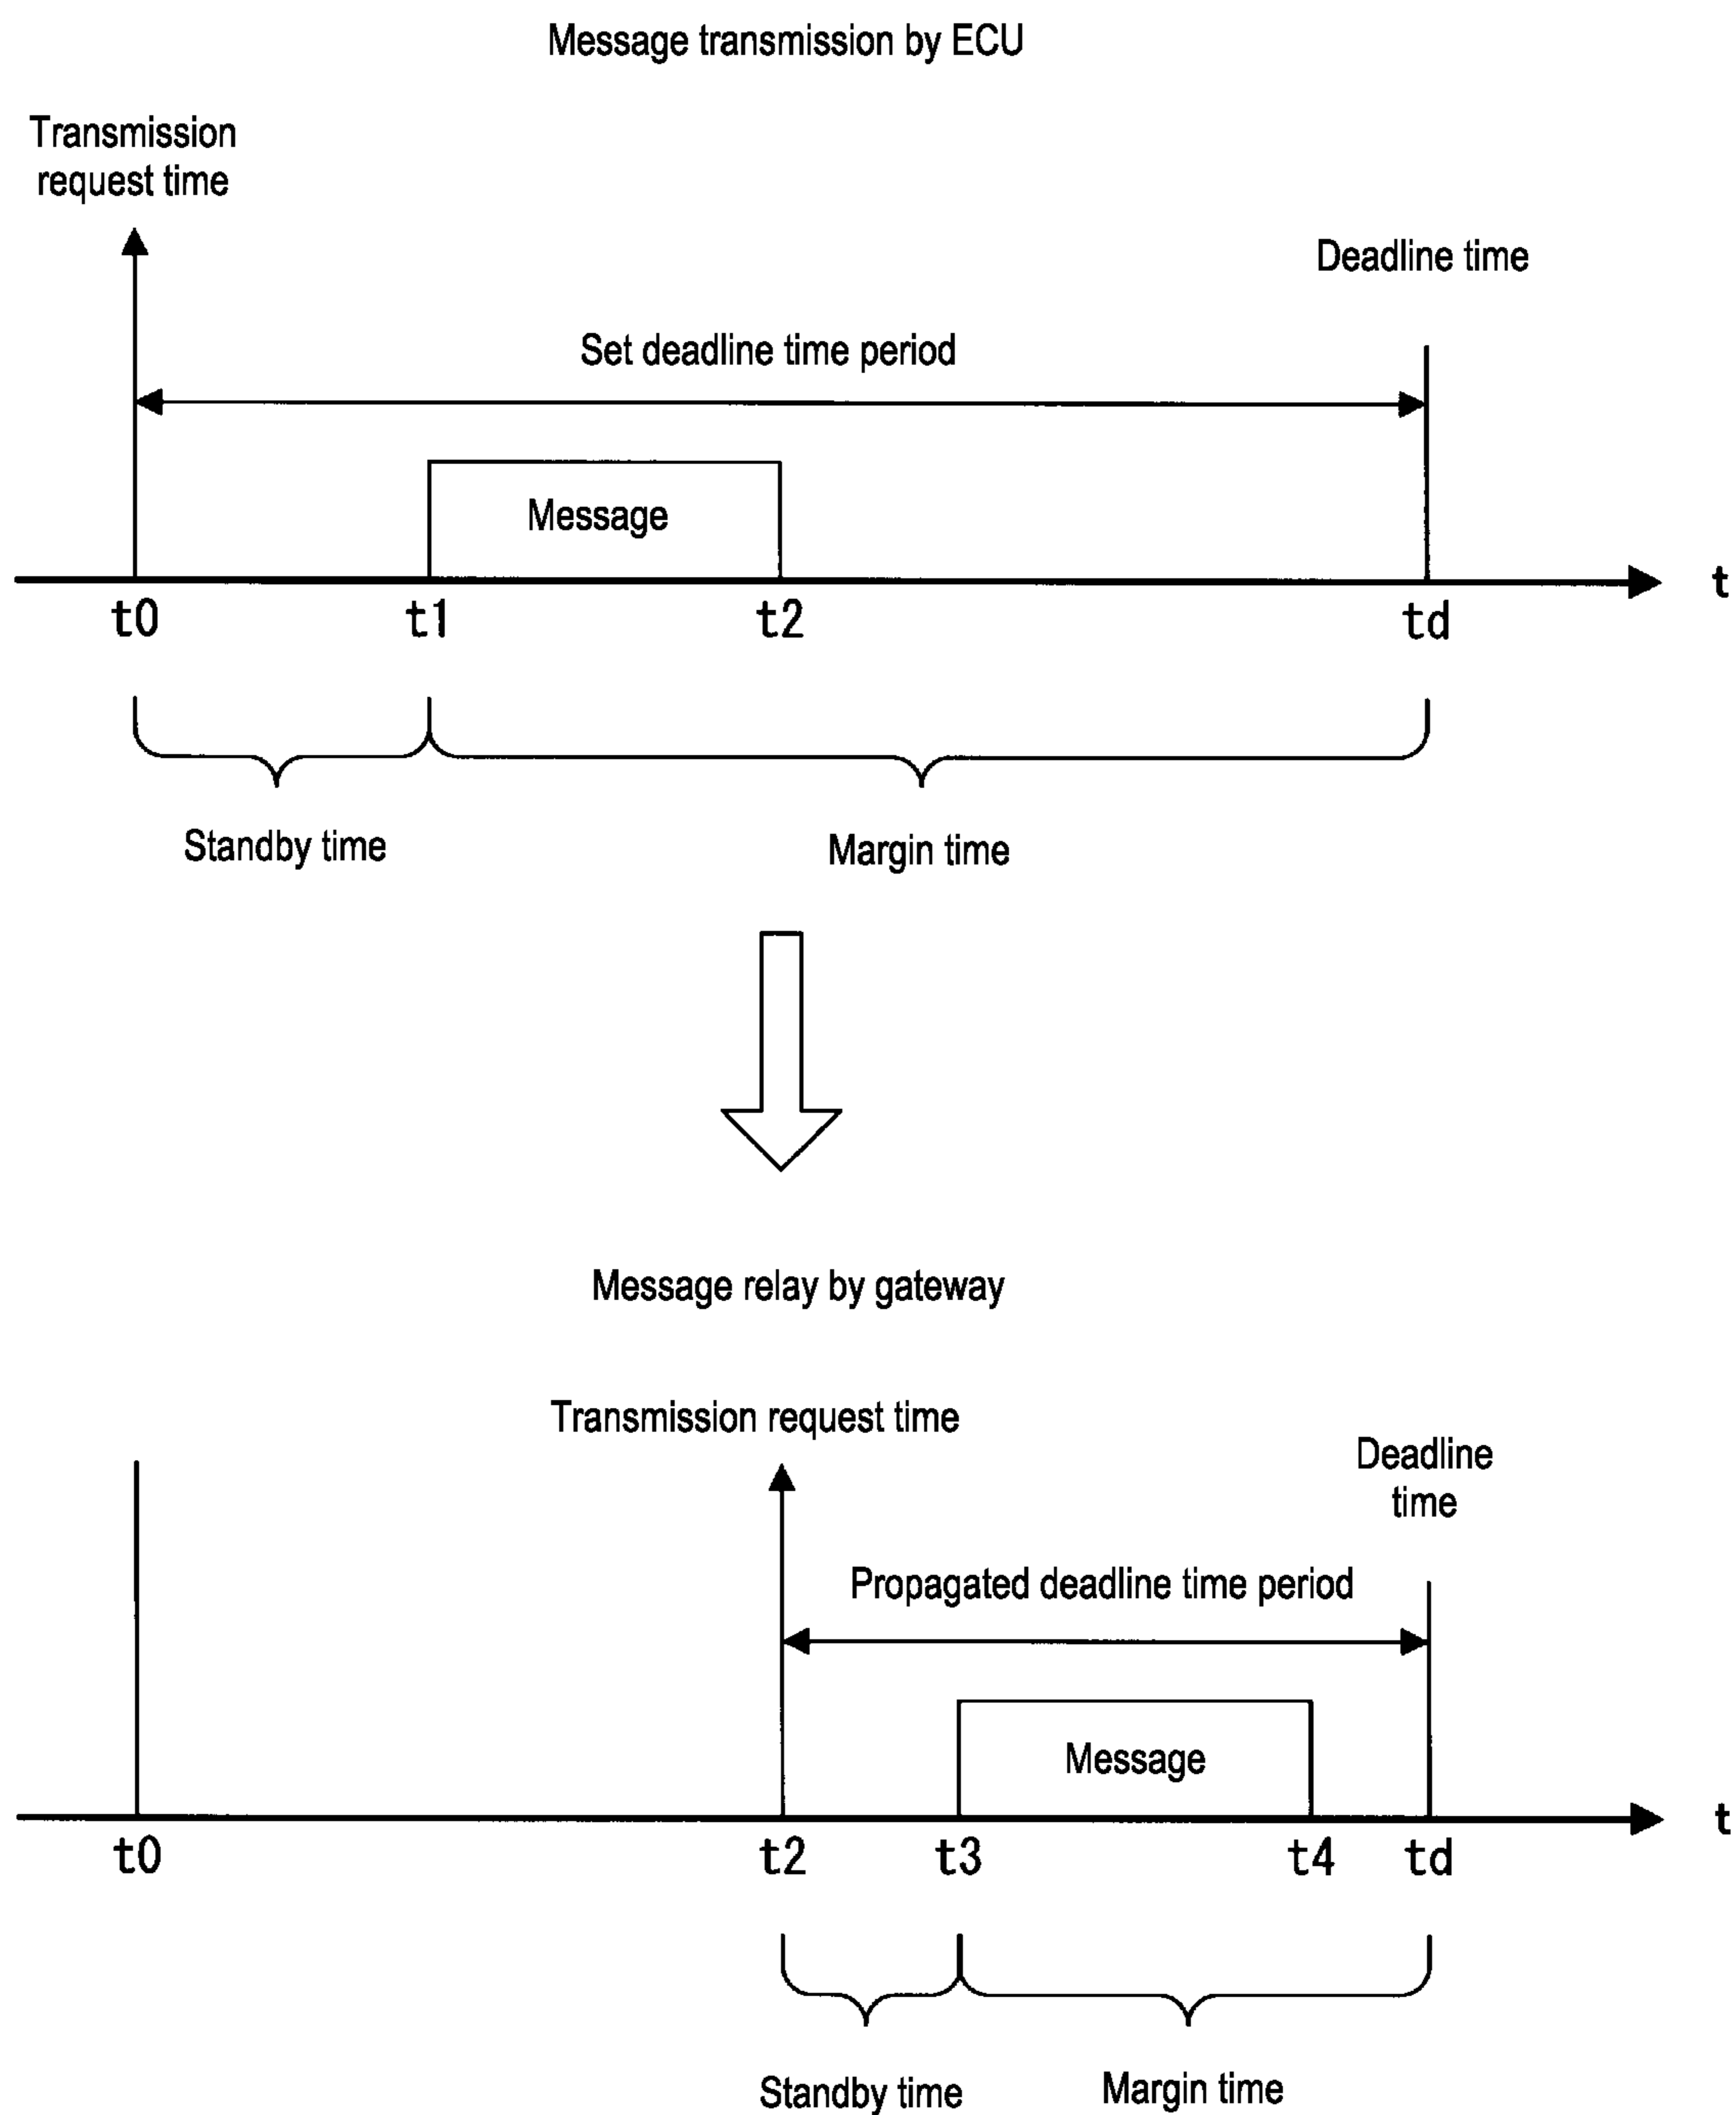 Message transmission by ECU
Transmission
request time
Deadline time
Set deadline time period
Message
t
t0
t1
t2
td
Standby time
Margin time
Message relay by gateway
Transmission request time
Deadline
time
Propagated deadline time period
Message
t
t0
t2
t3
t4
td
Standby time
Margin time